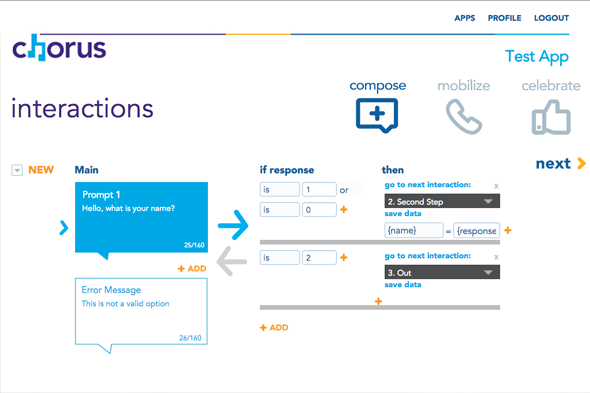 APPS PROFILE LOGOUT
chorus
Test App
compose mobilize celebrate
interactions
next
NEW
Main
if response
then
Prompt 1
Hello, what is your name?
25/160
+ ADD
Error Message
This is not a valid option
26/160
is 1 or
is 0 +
go to next interaction: x
2. Second Step
save data
{name} = {response +
is 2 +
go to next interaction: x
3. Out
save data
+
+ ADD